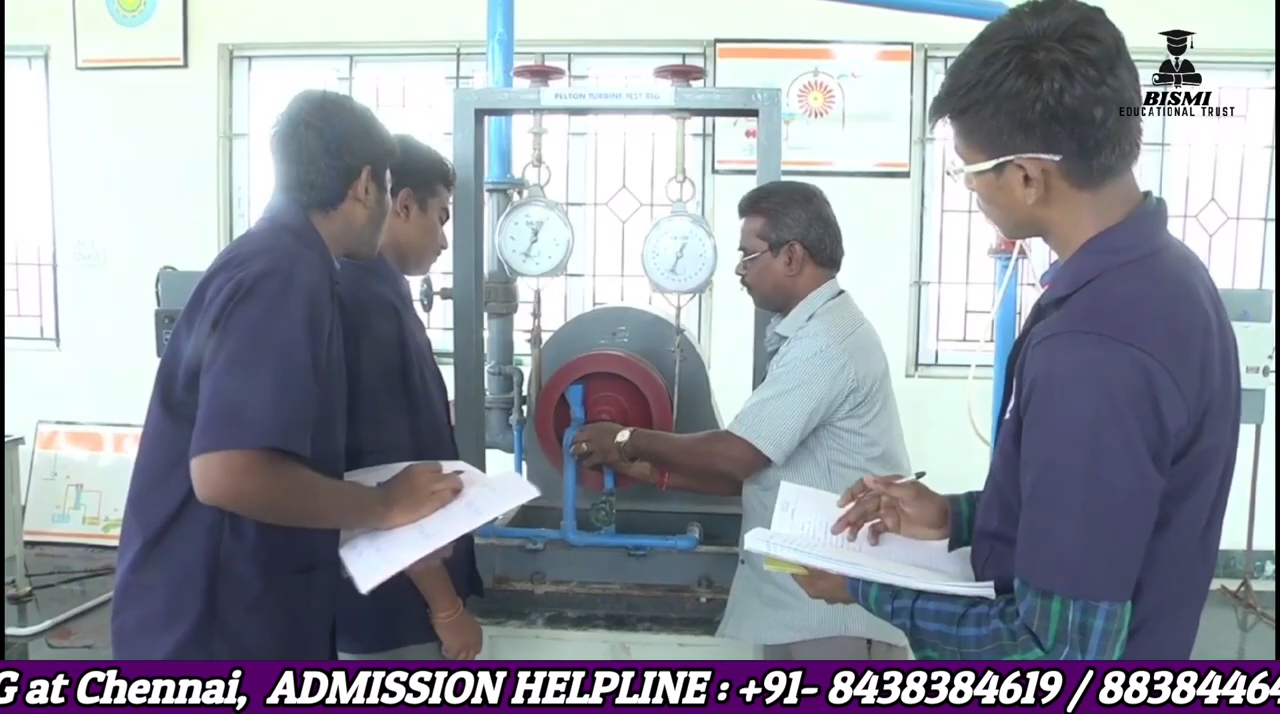 PELTON TURBINE TEST RIG
BISMI
EDUCATIONAL TRUST
G at Chennai, ADMISSION HELPLINE : +91- 8438384619 / 88384464